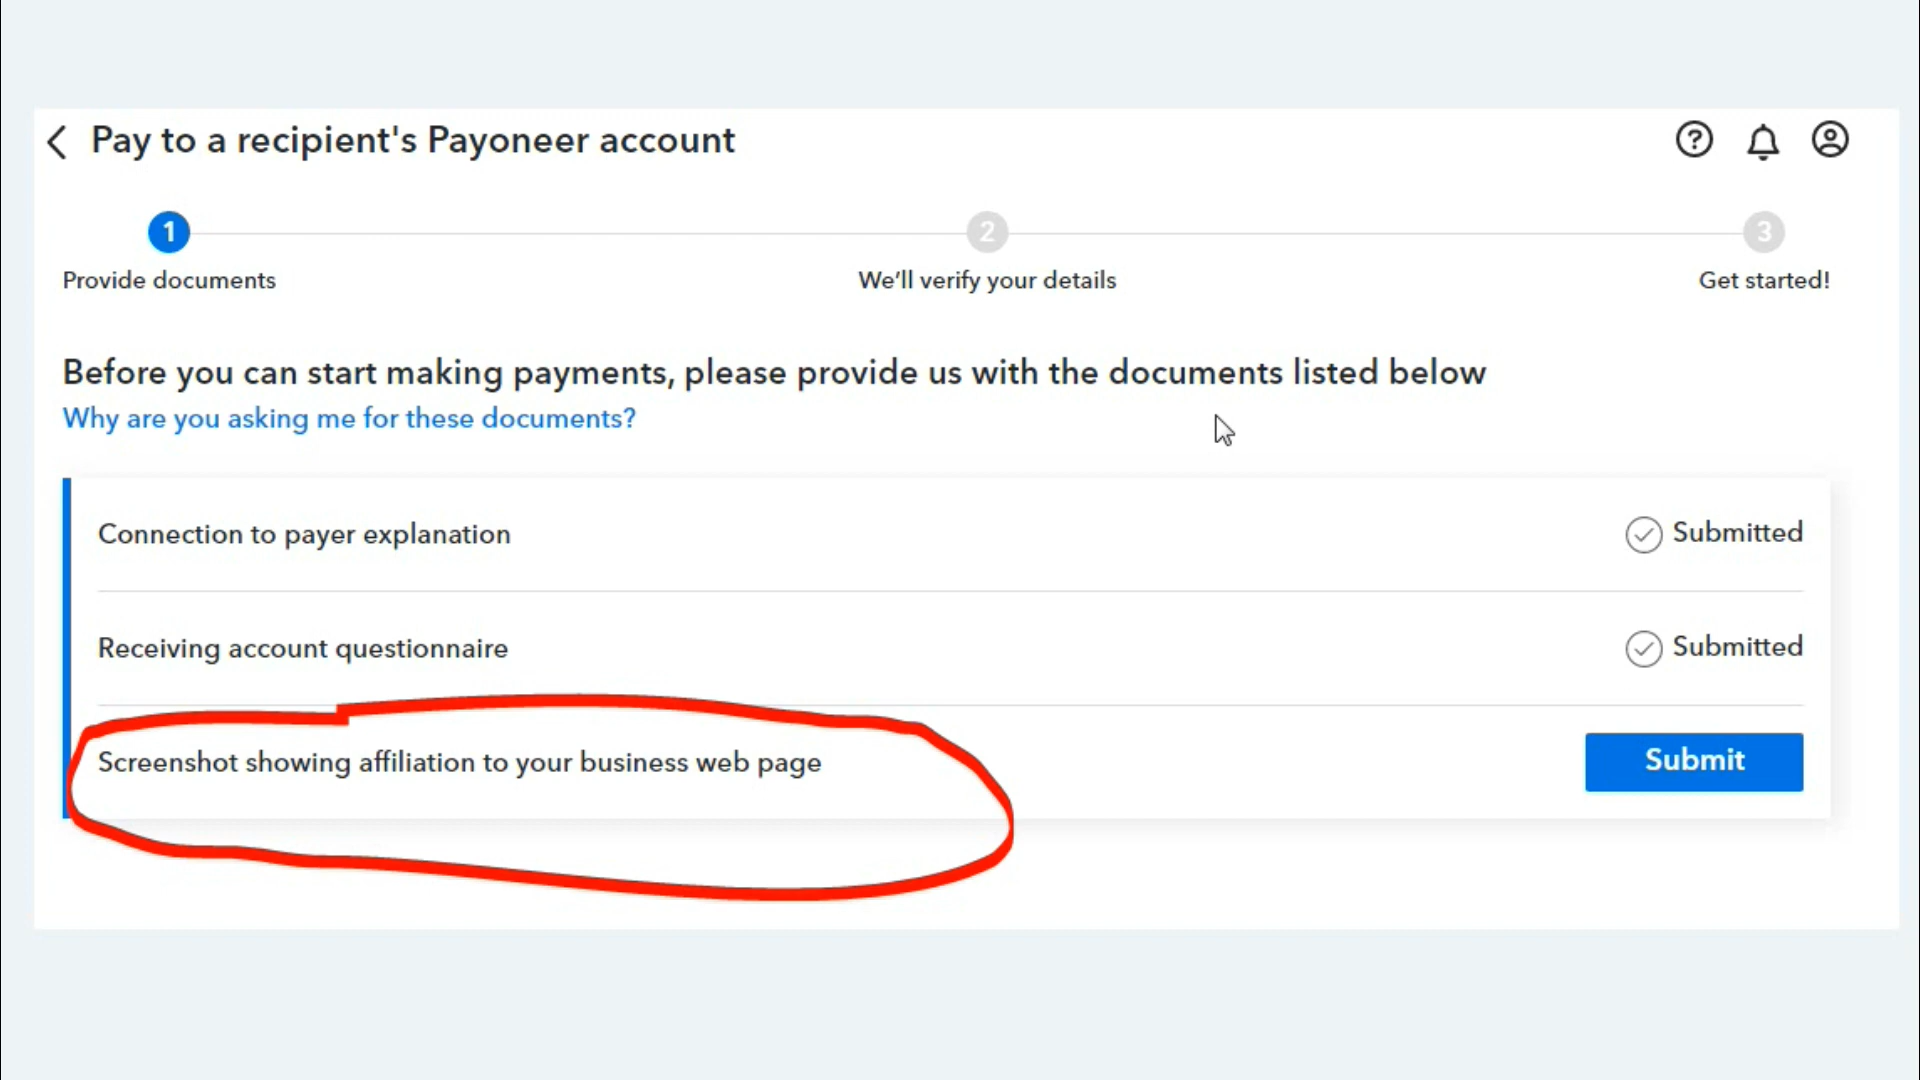 Pay to a recipient's Payoneer account
1
2
3
Provide documents
We'll verify your details
Get started!
Before you can start making payments, please provide us with the documents listed below
Why are you asking me for these documents?
Connection to payer explanation
Submitted
Receiving account questionnaire
Submitted
Screenshot showing affiliation to your business web page
Submit